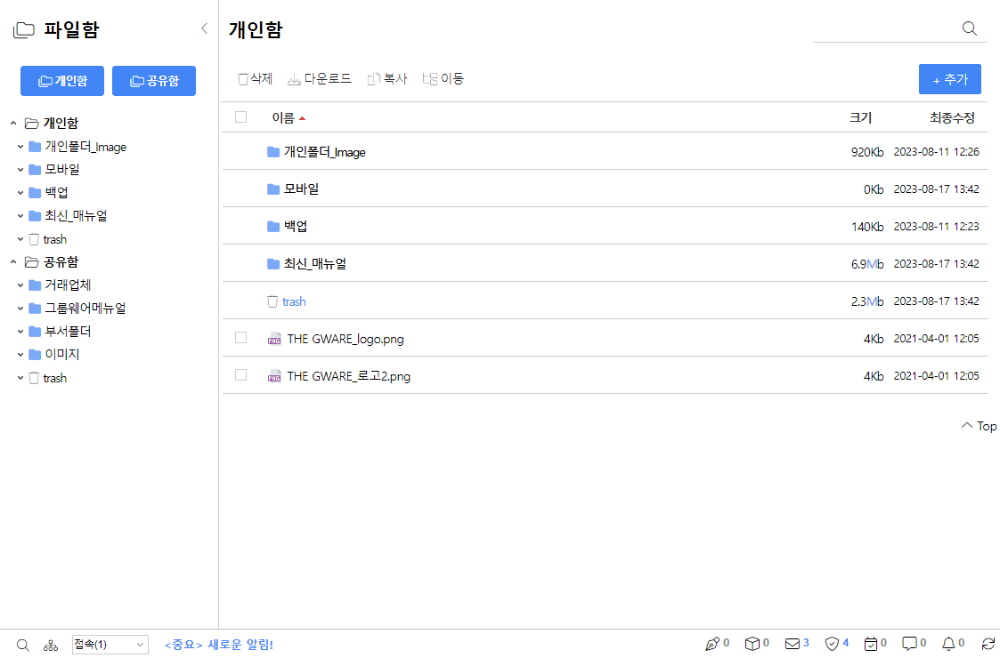 파일함
개인함 공유함
개인함
개인폴더_Image
모바일
백업
최신_매뉴얼
trash
공유함
거래업체
그룹웨어메뉴얼
부서폴더
이미지
trash
개인함
삭제 다운로드 복사 이동 + 추가
이름 크기 최종수정
개인폴더_Image 920Kb 2023-08-11 12:26
모바일 0Kb 2023-08-17 13:42
백업 140Kb 2023-08-11 12:23
최신_매뉴얼 6.9Mb 2023-08-17 13:42
trash 2.3Mb 2023-08-17 13:42
PNG THE GWARE_logo.png 4Kb 2021-04-01 12:05
PNG THE GWARE_로고2.png 4Kb 2021-04-01 12:05
Top
접속(1) <중요> 새로운 알림! 0 0 3 4 0 0 0